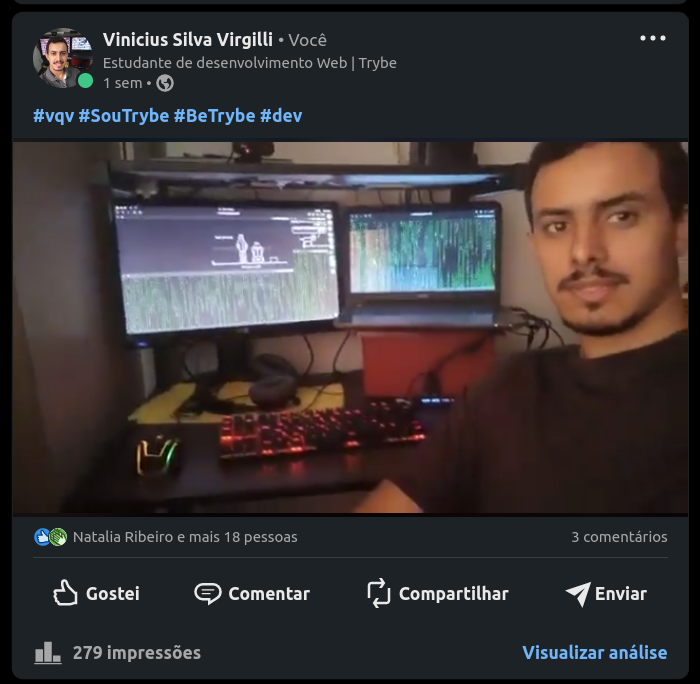 Vinicius Silva Virgilli • Você
Estudante de desenvolvimento Web | Trybe
1 sem •
#vqv #SouTrybe #BeTrybe #dev
Natalia Ribeiro e mais 18 pessoas
3 comentários
Gostei
Comentar
Compartilhar
Enviar
279 impressões
Visualizar análise